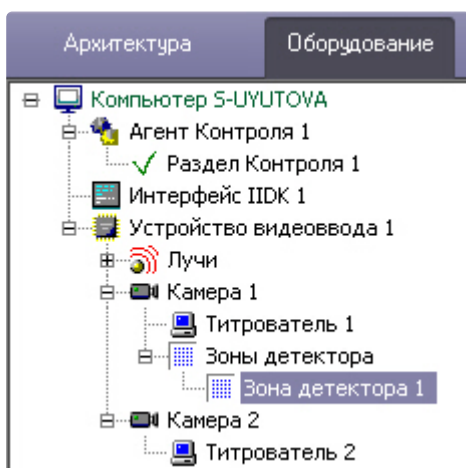 Архитектура Оборудование
Компьютер S-UYUTOVA
Агент Контроля 1
Раздел Контроля 1
Интерфейс IIDK 1
Устройство видеоввода 1
Лучи
Камера 1
Титрователь 1
Зоны детектора
Зона детектора 1
Камера 2
Титрователь 2